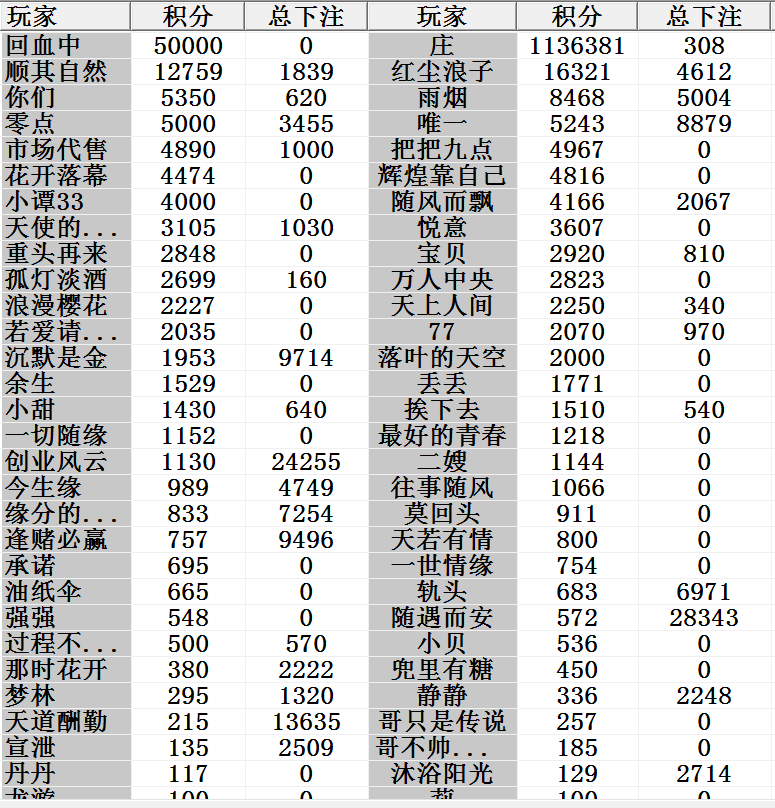 玩家 积分 总下注 玩家 积分 总下注
回血中 50000 0 庄 1136381 308
顺其自然 12759 1839 红尘浪子 16321 4612
你们 5350 620 雨烟 8468 5004
零点 5000 3455 唯一 5243 8879
市场代售 4890 1000 把把九点 4967 0
花开落幕 4474 0 辉煌靠自己 4816 0
小谭33 4000 0 随风而飘 4166 2067
天使的... 3105 1030 悦意 3607 0
重头再来 2848 0 宝贝 2920 810
孤灯淡酒 2699 160 万人中央 2823 0
浪漫樱花 2227 0 天上人间 2250 340
若爱请... 2035 0 77 2070 970
沉默是金 1953 9714 落叶的天空 2000 0
余生 1529 0 丢丢 1771 0
小甜 1430 640 挨下去 1510 540
一切随缘 1152 0 最好的青春 1218 0
创业风云 1130 24255 二嫂 1144 0
今生缘 989 4749 往事随风 1066 0
缘分的... 833 7254 莫回头 911 0
逢赌必赢 757 9496 天若有情 800 0
承诺 695 0 一世情缘 754 0
油纸伞 665 0 轨头 683 6971
强强 548 0 随遇而安 572 28343
过程不... 500 570 小贝 536 0
那时花开 380 2222 兜里有糖 450 0
梦林 295 1320 静静 336 2248
天道酬勤 215 13635 哥只是传说 257 0
宣泄 135 2509 哥不帅... 185 0
丹丹 117 0 沐浴阳光 129 2714
100 0 100 0